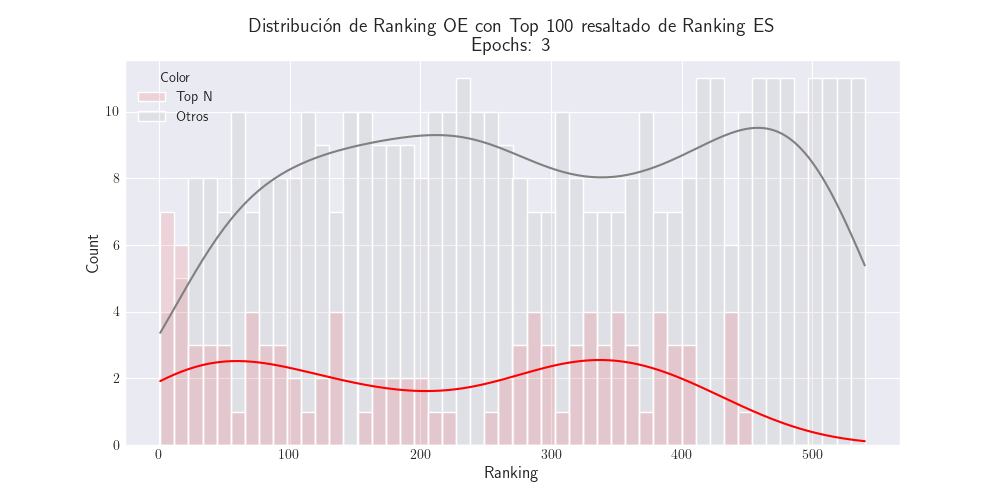 Distribución de Ranking OE con Top 100 resaltado de Ranking ES
Epochs: 3
Color
Top N
Otros
Count
10
8
6
4
2
0
0 100 200 300 400 500
Ranking